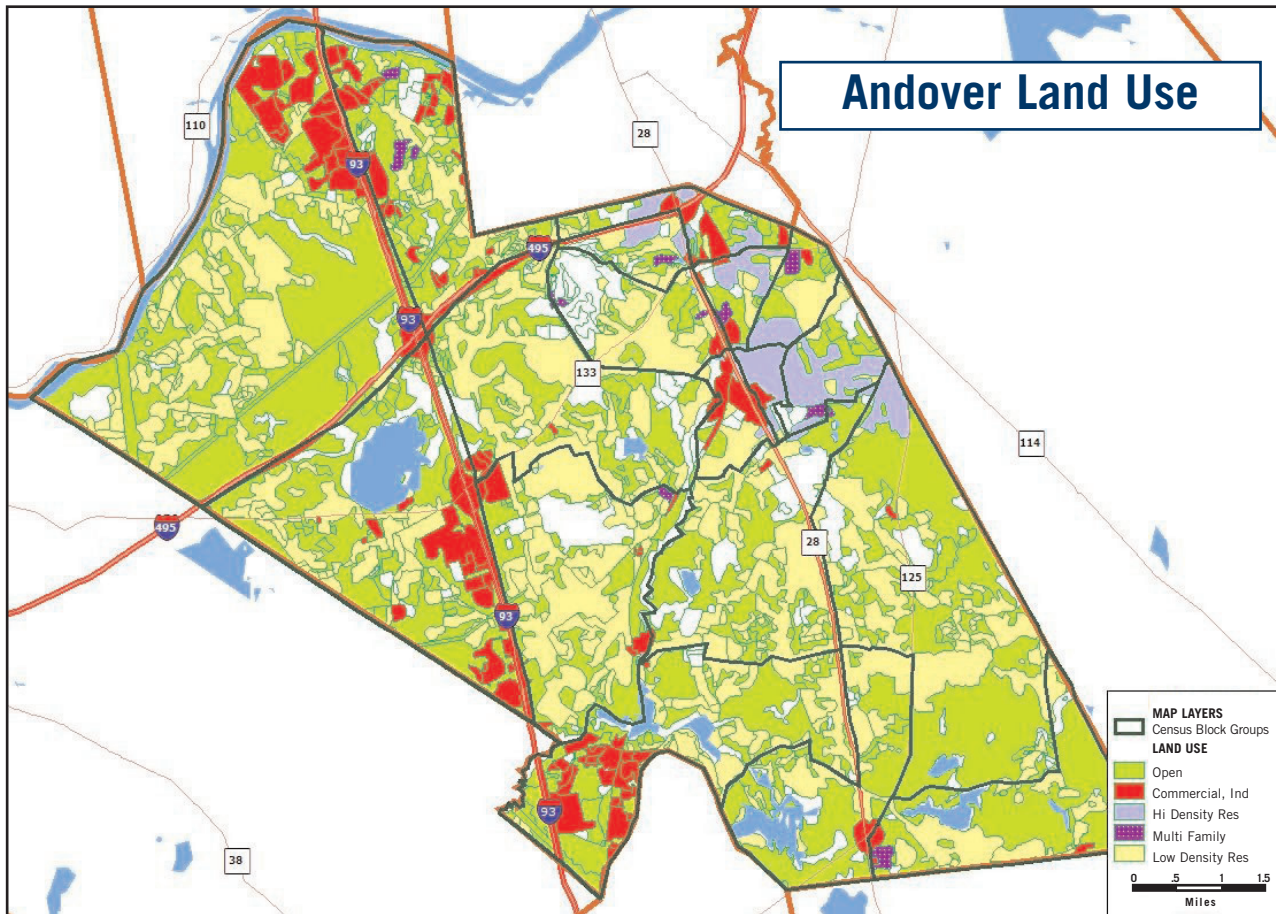 Andover Land Use
110
28
93
495
93
133
114
495
28
125
93
93
38
MAP LAYERS
Census Block Groups
LAND USE
Open
Commercial, Ind
Hi Density Res
Multi Family
Low Density Res
0 .5 1 1.5
Miles